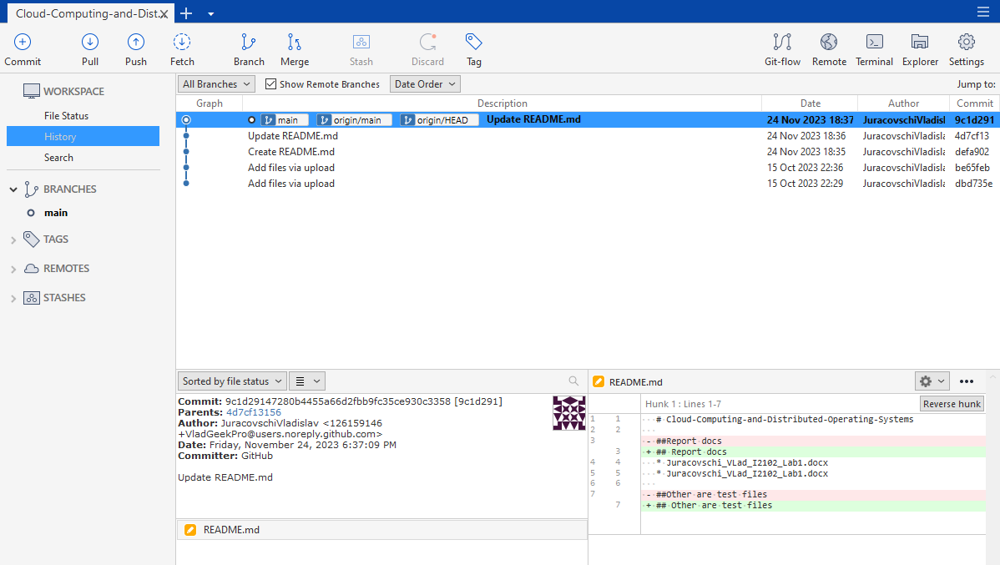 Cloud-Computing-and-Dist.
Commit Pull Push Fetch Branch Merge Stash Discard Tag Git-flow Remote Terminal Explorer Settings
WORKSPACE
File Status
History
Search
BRANCHES
main
TAGS
REMOTES
STASHES
All Branches Show Remote Branches Date Order Jump to:
Graph Description Date Author Commit
main origin/main origin/HEAD Update README.md 24 Nov 2023 18:37 JuracovschiVladisl 9c1d291
Update README.md 24 Nov 2023 18:36 JuracovschiVladisla 4d7cf13
Create README.md 24 Nov 2023 18:35 JuracovschiVladisla defa902
Add files via upload 15 Oct 2023 22:36 JuracovschiVladisla be65feb
Add files via upload 15 Oct 2023 22:29 JuracovschiVladisla dbd735e
Sorted by file status
Commit: 9c1d29147280b4455a66d2fbb9fc35ce930c3358 [9c1d291]
Parents: 4d7cf13156
Author: JuracovschiVladislav <126159146
+VladGeekPro@users.noreply.github.com>
Date: Friday, November 24, 2023 6:37:09 PM
Committer: GitHub
Update README.md
README.md
README.md
Hunk 1 : Lines 1-7 Reverse hunk
1 1 # Cloud-Computing-and-Distributed-Operating-Systems
2 2
3 - ##Report docs
3 + ## Report docs
4 4 * Juracovschi_VLad_I2102_Lab1.docx
5 5 * Juracovschi_VLad_I2102_Lab1.docx
6 6
7 - ##Other are test files
7 + ## Other are test files